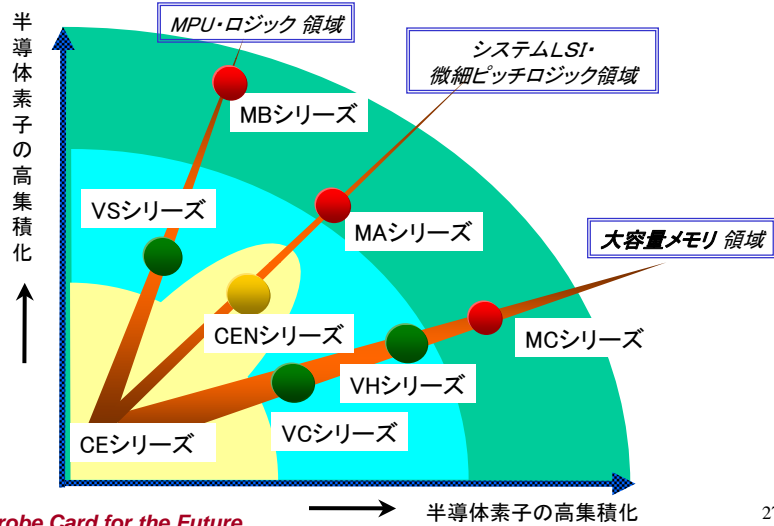 半導体素子の高集積化
MPU・ロジック 領域
システムLSI・
微細ピッチロジック領域
MBシリーズ
VSシリーズ
MAシリーズ
大容量メモリ 領域
CENシリーズ
MCシリーズ
VHシリーズ
VCシリーズ
CEシリーズ
半導体素子の高集積化
robe Card for the Future